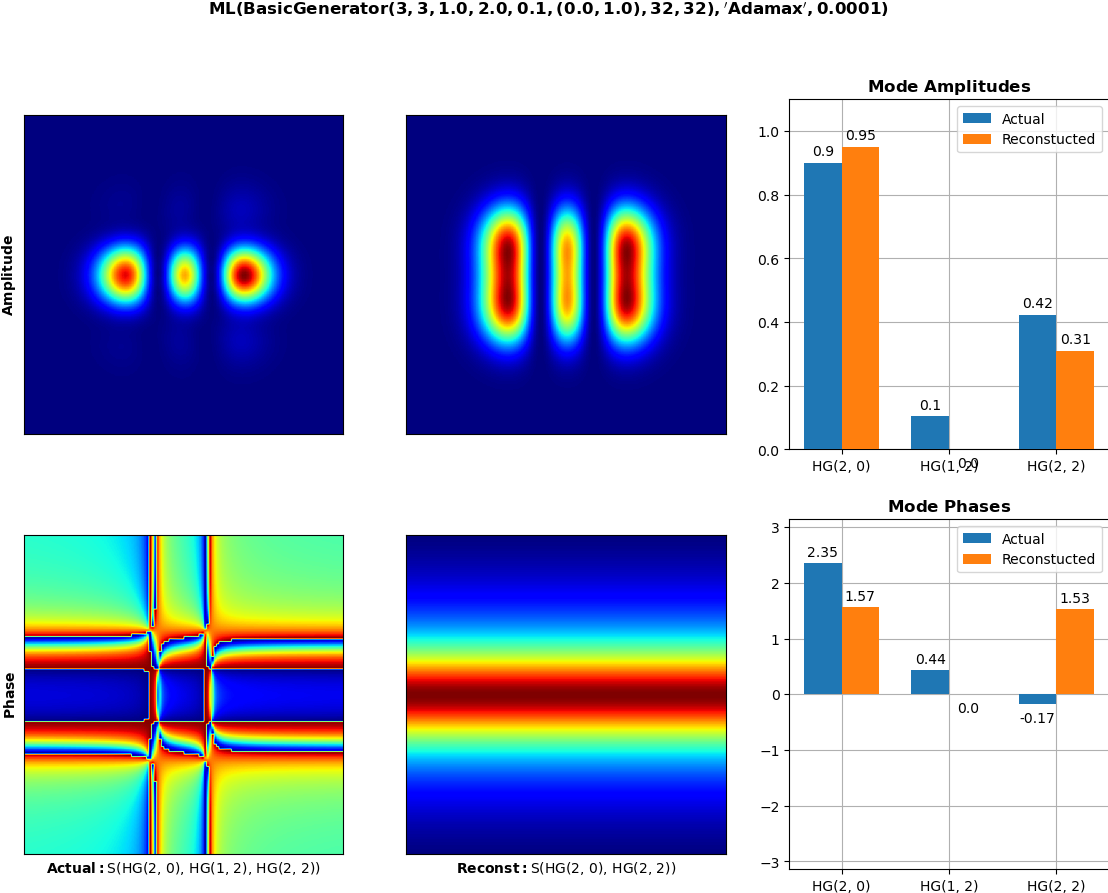 ML(BasicGenerator(3, 3, 1.0, 2.0, 0.1, (0.0, 1.0), 32, 32), 'Adamax', 0.0001)
Amplitude
Mode Amplitudes
Actual
Reconstucted
1.0
0.8
0.6
0.4
0.2
0.0
0.9
0.95
0.1
0.0
0.42
0.31
HG(2, 0)
HG(1, 2)
HG(2, 2)
Phase
Actual: S(HG(2, 0), HG(1, 2), HG(2, 2))
Reconst: S(HG(2, 0), HG(2, 2))
Mode Phases
Actual
Reconstucted
3
2
1
0
−1
−2
−3
2.35
1.57
0.44
0.0
-0.17
1.53
HG(2, 0)
HG(1, 2)
HG(2, 2)